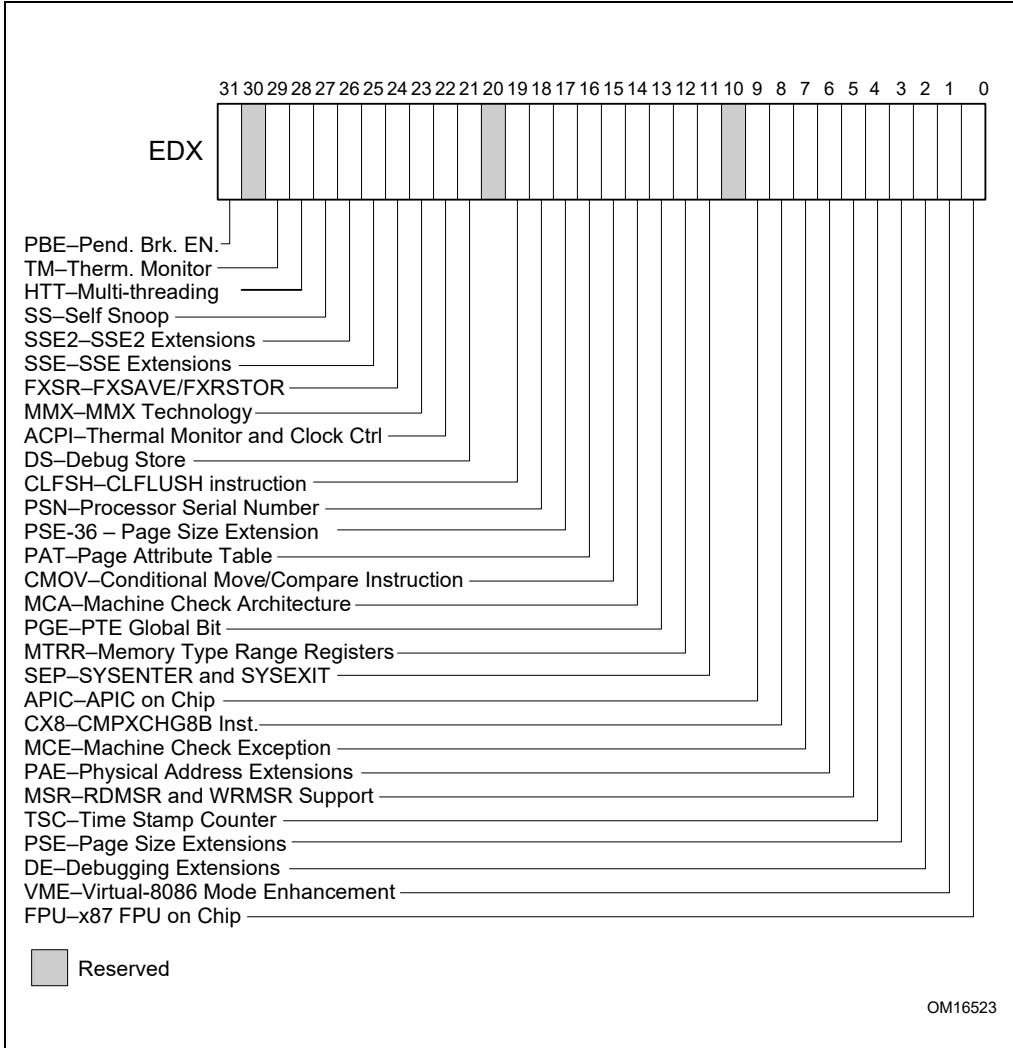 31 30 29 28 27 26 25 24 23 22 21 20 19 18 17 16 15 14 13 12 11 10 9 8 7 6 5 4 3 2 1 0
EDX
PBE–Pend. Brk. EN.
TM–Therm. Monitor
HTT–Multi-threading
SS–Self Snoop
SSE2–SSE2 Extensions
SSE–SSE Extensions
FXSR–FXSAVE/FXRSTOR
MMX–MMX Technology
ACPI–Thermal Monitor and Clock Ctrl
DS–Debug Store
CLFSH–CLFLUSH instruction
PSN–Processor Serial Number
PSE-36 – Page Size Extension
PAT–Page Attribute Table
CMOV–Conditional Move/Compare Instruction
MCA–Machine Check Architecture
PGE–PTE Global Bit
MTRR–Memory Type Range Registers
SEP–SYSENTER and SYSEXIT
APIC–APIC on Chip
CX8–CMPXCHG8B Inst.
MCE–Machine Check Exception
PAE–Physical Address Extensions
MSR–RDMSR and WRMSR Support
TSC–Time Stamp Counter
PSE–Page Size Extensions
DE–Debugging Extensions
VME–Virtual-8086 Mode Enhancement
FPU–x87 FPU on Chip
Reserved
OM16523